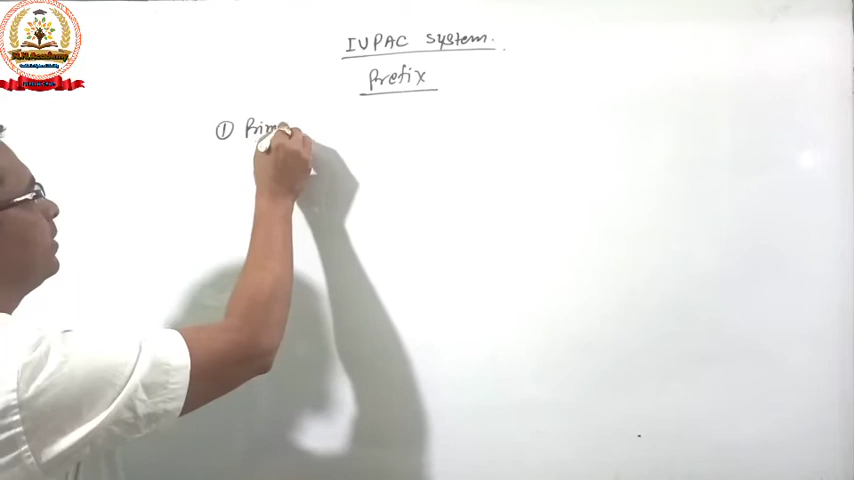 IUPAC System.
Prefix
① Prim